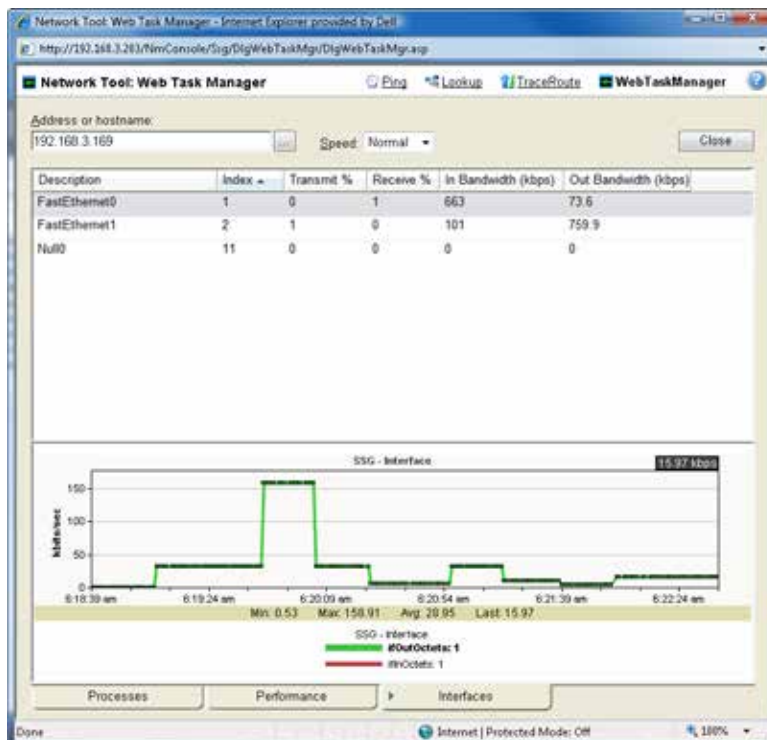 Network Tool: Web Task Manager - Internet Explorer provided by Dell
http://192.168.3.203/NmConsole/Ssg/DlgWebTaskMgr/DlgWebTaskMgr.asp
Network Tool: Web Task Manager Ping Lookup TraceRoute WebTaskManager ?
Address or hostname:
192.168.3.169 ... Speed: Normal Close
Description Index Transmit % Receive % In Bandwidth (kbps) Out Bandwidth (kbps)
FastEthernet0 1 0 1 663 73.6
FastEthernet1 2 1 0 101 759.9
Null0 11 0 0 0 0
SSG - Interface 15.97 kbps
kbits/sec
150
100
50
0
6:18:39 am 6:19:24 am 6:20:09 am 6:20:54 am 6:21:39 am 6:22:24 am
Min: 0.53 Max: 158.91 Avg: 28.95 Last: 15.97
SSG - Interface
ifOutOctets: 1
ifInOctets: 1
Processes Performance Interfaces
Done Internet | Protected Mode: Off 100%